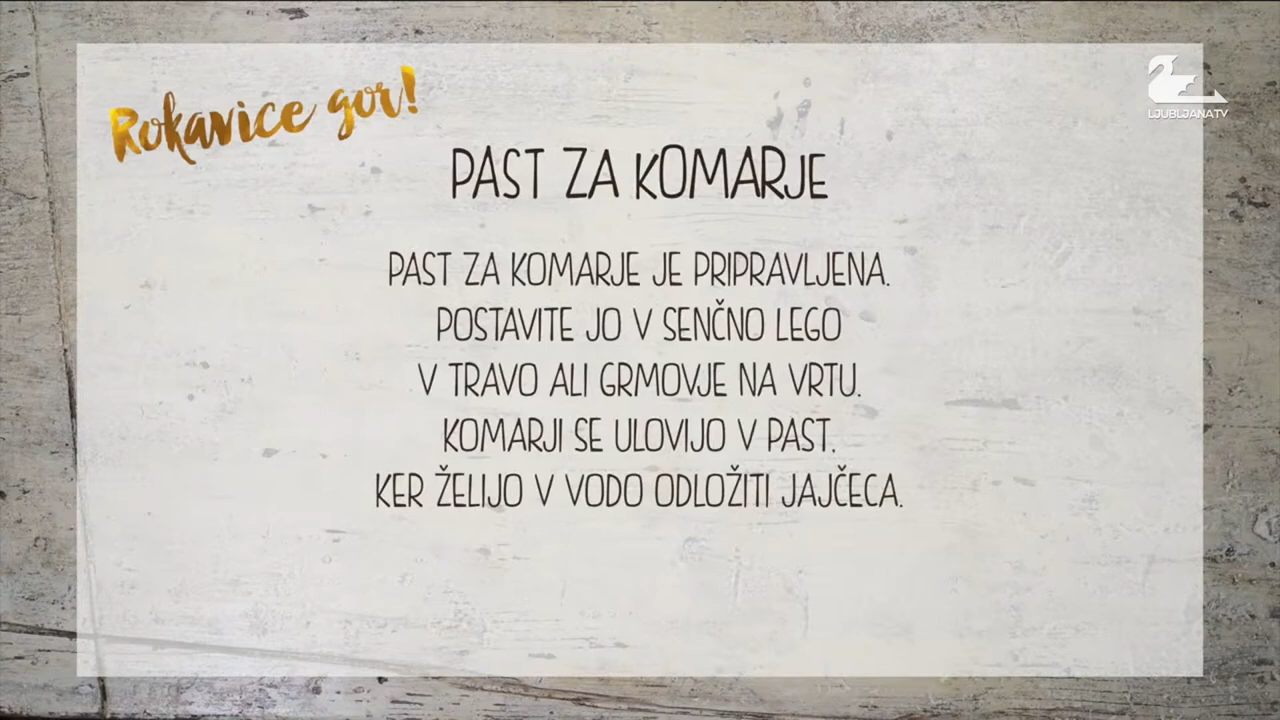 Rokavice gor!
LJUBLJANATV
PAST ZA KOMARJE
PAST ZA KOMARJE JE PRIPRAVLJENA.
POSTAVITE JO V SENČNO LEGO
V TRAVO ALI GRMOVJE NA VRTU.
KOMARJI SE ULOVIJO V PAST.
KER ŽELIJO V VODO ODLOŽITI JAJČECA.